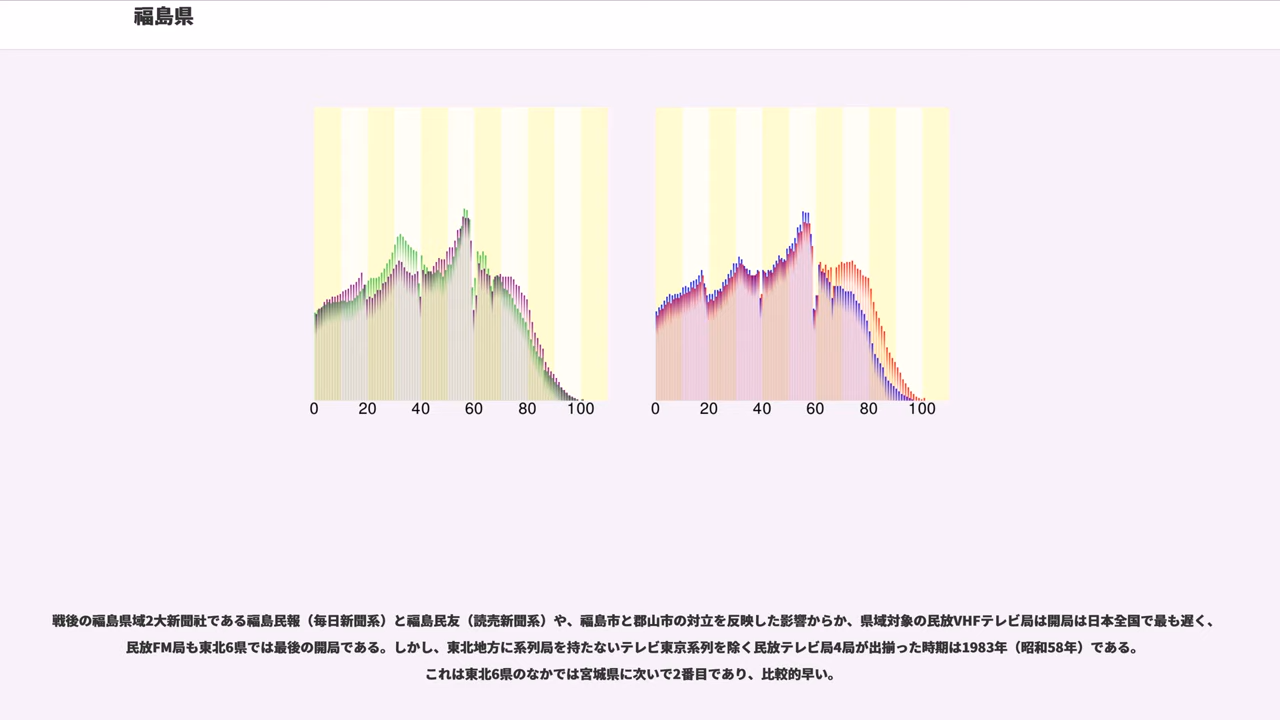 福島県
0 20 40 60 80 100
0 20 40 60 80 100
戦後の福島県域2大新聞社である福島民報（毎日新聞系）と福島民友（読売新聞系）や、福島市と郡山市の対立を反映した影響からか、県域対象の民放VHFテレビ局は開局は日本全国で最も遅く、
民放FM局も東北6県では最後の開局である。しかし、東北地方に系列局を持たないテレビ東京系列を除く民放テレビ局4局が出揃った時期は1983年（昭和58年）である。
これは東北6県のなかでは宮城県に次いで2番目であり、比較的早い。